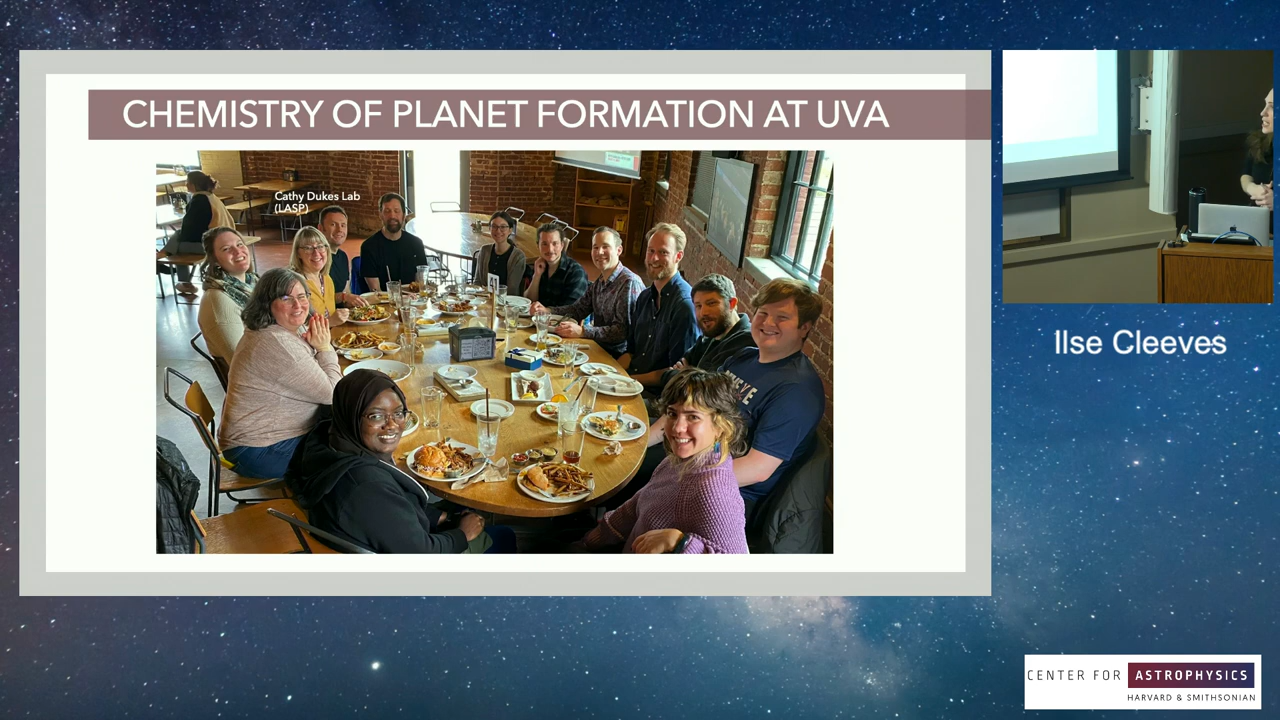 CHEMISTRY OF PLANET FORMATION AT UVA
Cathy Dukes Lab
(LASP)
Ilse Cleeves
CENTER FOR ASTROPHYSICS
HARVARD & SMITHSONIAN